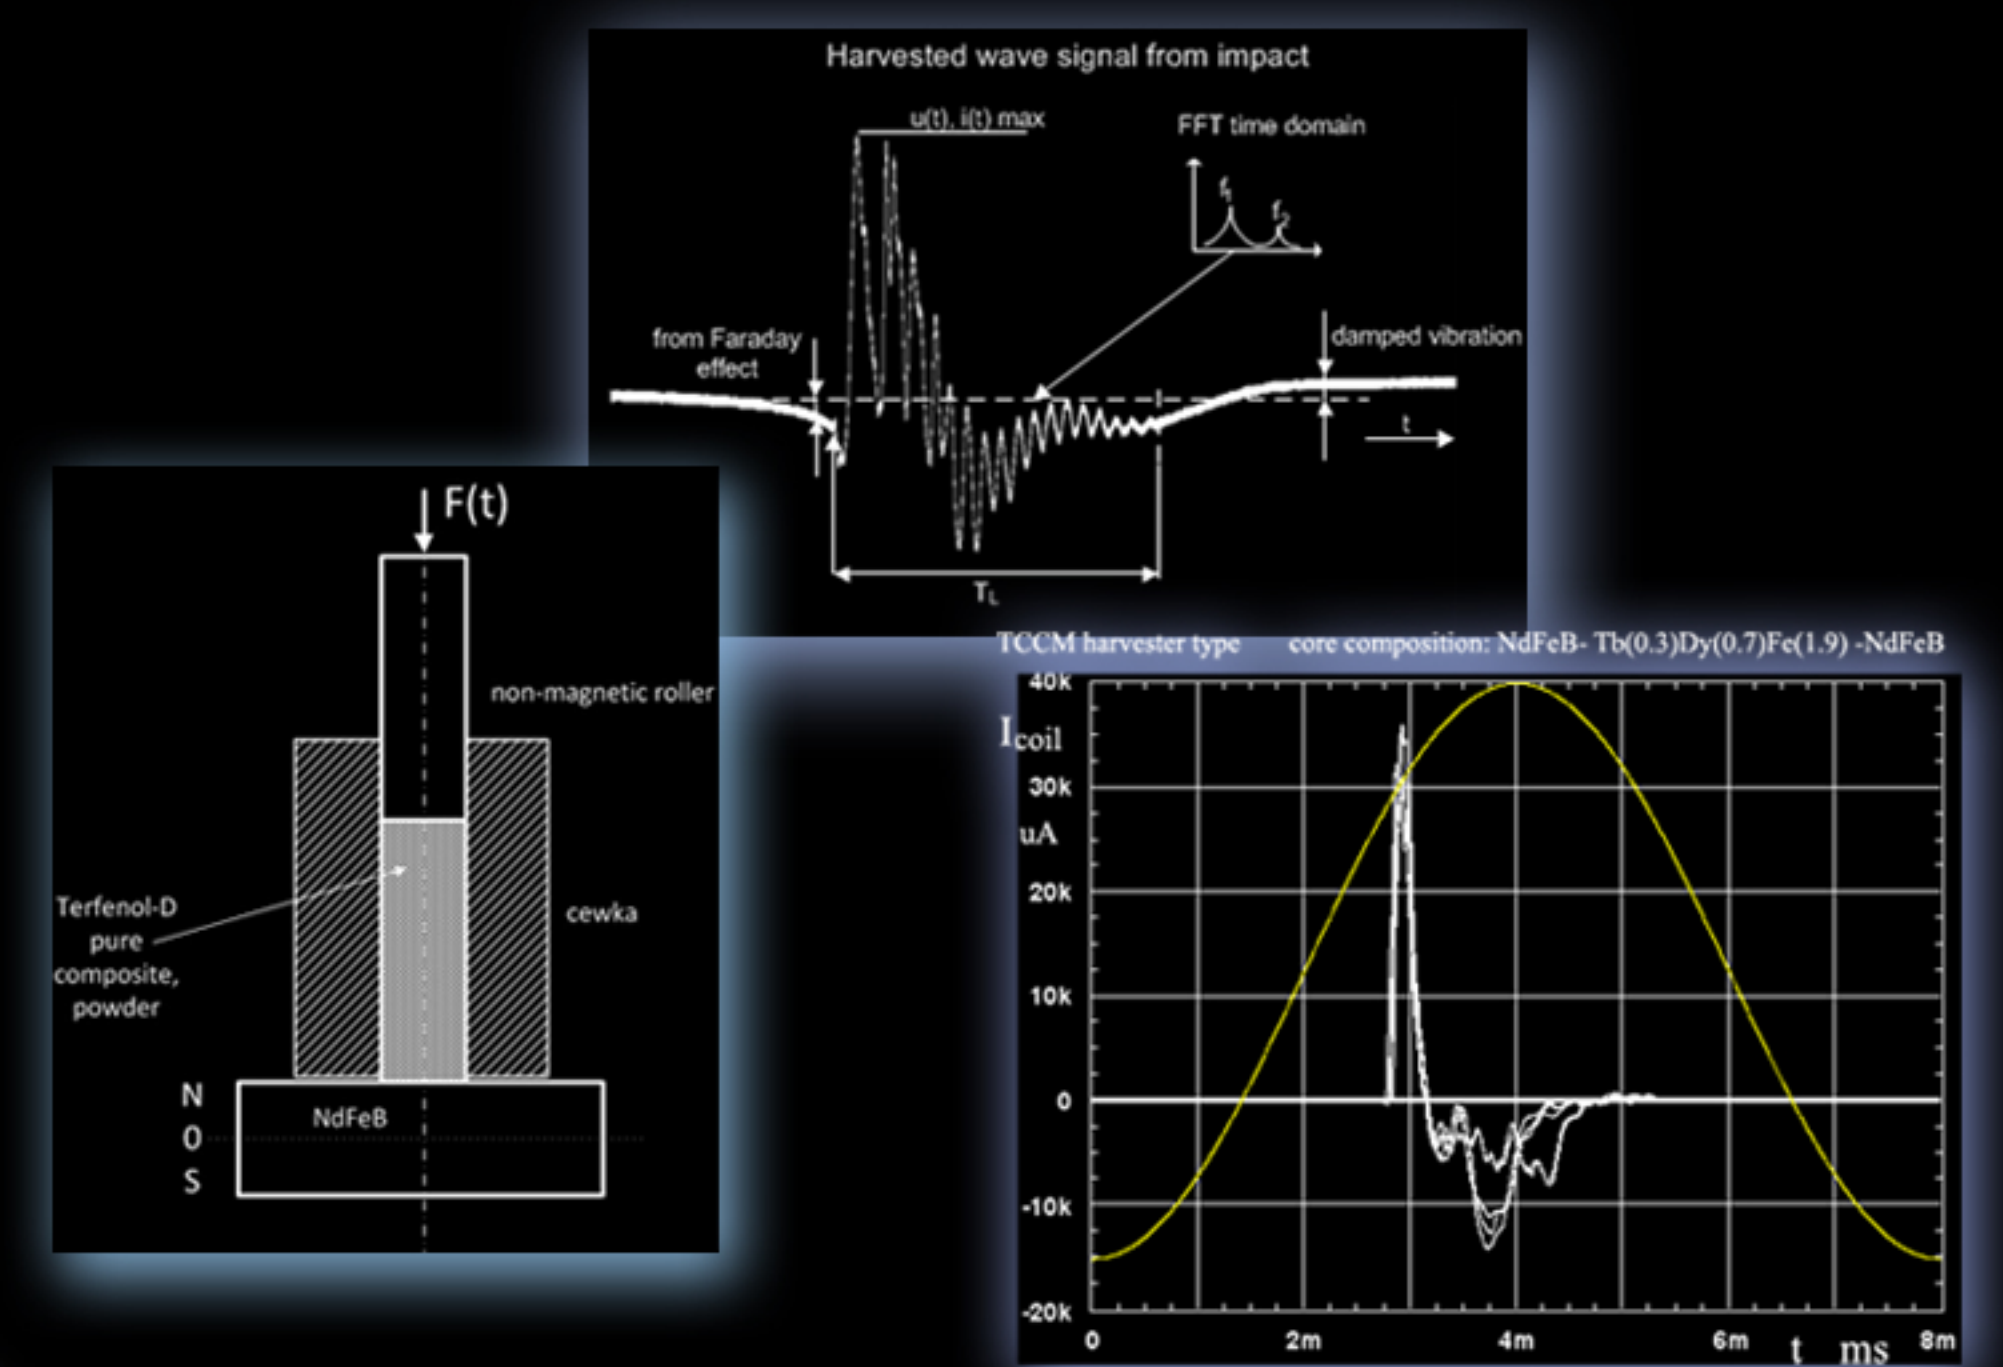 Harvested wave signal from impact
u(t), i(t) max
FFT time domain
f1
f2
from Faraday
effect
damped vibration
t
TL
F(t)
non-magnetic roller
Terfenol-D
pure
composite,
powder
cewka
N
0
S
NdFeB
TCCM harvester type core composition: NdFeB- Tb(0.3)Dy(0.7)Fe(1.9) -NdFeB
40k
Icoil
30k
uA
20k
10k
0
-10k
-20k
0 2m 4m 6m t ms 8m